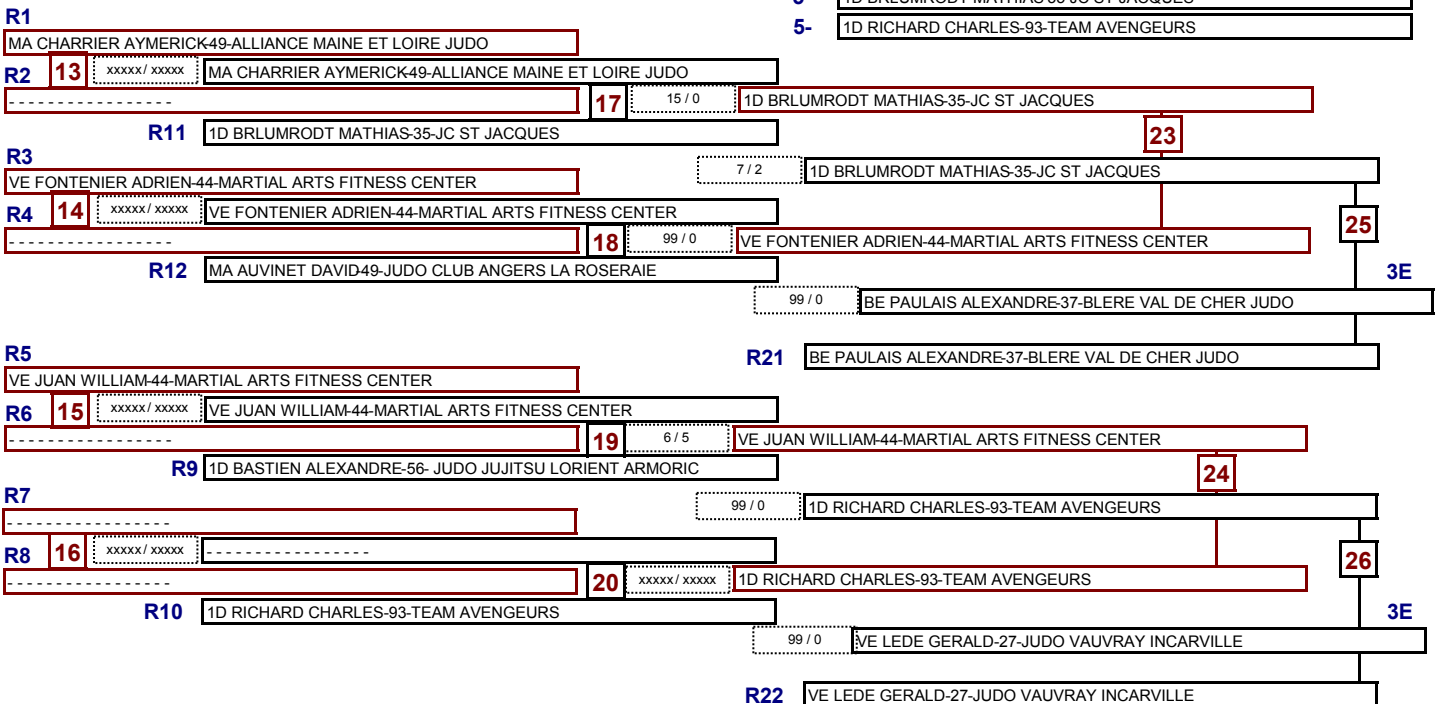 1D BRLUMRODT MATHIAS-35-JC ST JACQUES
R1
5- 1D RICHARD CHARLES-93-TEAM AVENGEURS
MA CHARRIER AYMERICK-49-ALLIANCE MAINE ET LOIRE JUDO
R2 13 xxxxx / xxxxx MA CHARRIER AYMERICK-49-ALLIANCE MAINE ET LOIRE JUDO
- - - - - - - - - - - - - - - - - 17 15 / 0 1D BRLUMRODT MATHIAS-35-JC ST JACQUES
R11 1D BRLUMRODT MATHIAS-35-JC ST JACQUES 23
R3
7 / 2 1D BRLUMRODT MATHIAS-35-JC ST JACQUES
VE FONTENIER ADRIEN-44-MARTIAL ARTS FITNESS CENTER
R4 14 xxxxx / xxxxx VE FONTENIER ADRIEN-44-MARTIAL ARTS FITNESS CENTER 25
- - - - - - - - - - - - - - - - - 18 99 / 0 VE FONTENIER ADRIEN-44-MARTIAL ARTS FITNESS CENTER
R12 MA AUVINET DAVID-49-JUDO CLUB ANGERS LA ROSERAIE 3E
99 / 0 BE PAULAIS ALEXANDRE-37-BLERE VAL DE CHER JUDO
R5
R21 BE PAULAIS ALEXANDRE-37-BLERE VAL DE CHER JUDO
VE JUAN WILLIAM-44-MARTIAL ARTS FITNESS CENTER
R6 15 xxxxx / xxxxx VE JUAN WILLIAM-44-MARTIAL ARTS FITNESS CENTER
- - - - - - - - - - - - - - - - - 19 6 / 5 VE JUAN WILLIAM-44-MARTIAL ARTS FITNESS CENTER
R9 1D BASTIEN ALEXANDRE-56- JUDO JUJITSU LORIENT ARMORIC 24
R7
99 / 0 1D RICHARD CHARLES-93-TEAM AVENGEURS
- - - - - - - - - - - - - - - - -
R8 16 xxxxx / xxxxx - - - - - - - - - - - - - - - - - 26
- - - - - - - - - - - - - - - - - 20 xxxxx / xxxxx 1D RICHARD CHARLES-93-TEAM AVENGEURS
R10 1D RICHARD CHARLES-93-TEAM AVENGEURS 3E
99 / 0 VE LEDE GERALD-27-JUDO VAUVRAY INCARVILLE
R22 VE LEDE GERALD-27-JUDO VAUVRAY INCARVILLE